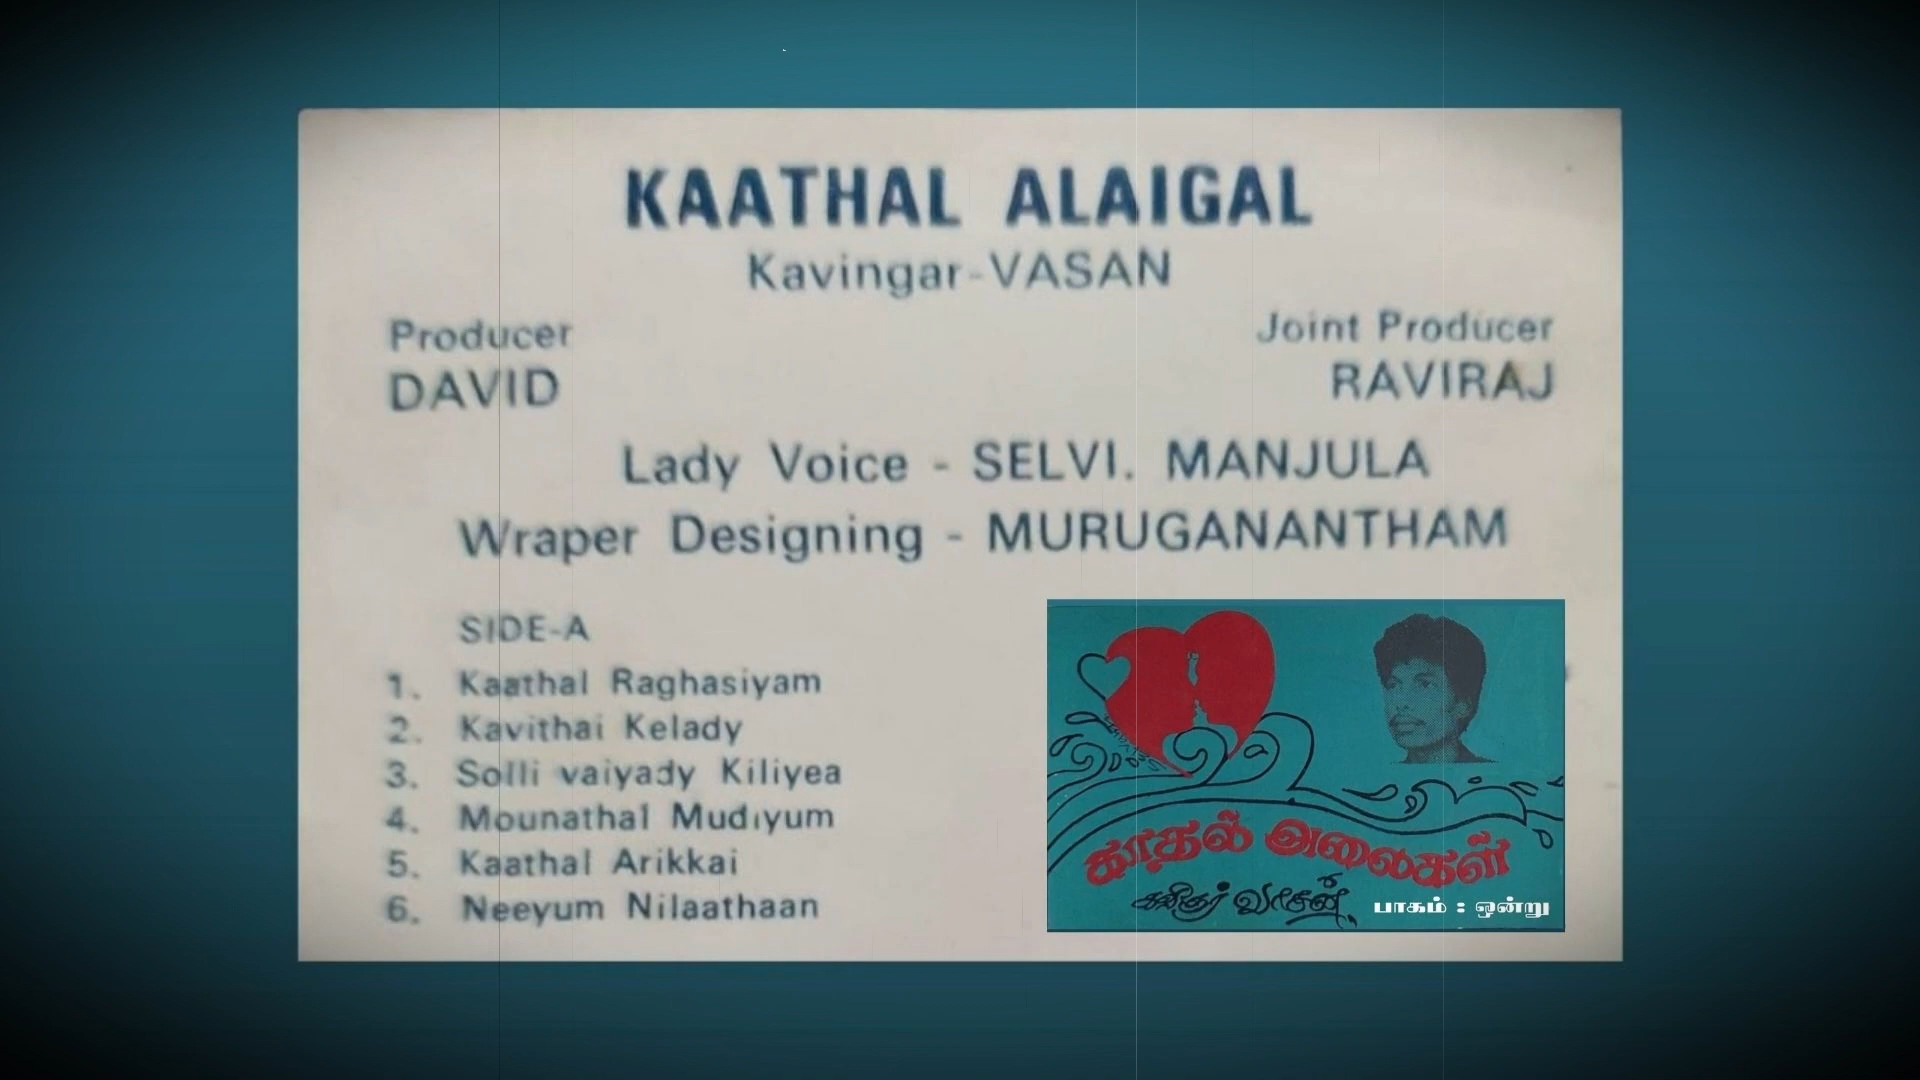 KAATHAL ALAIGAL
Kavingar-VASAN
Producer
DAVID
Joint Producer
RAVIRAJ
Lady Voice - SELVI. MANJULA
Wraper Designing - MURUGANANTHAM
SIDE-A
1. Kaathal Raghasiyam
2. Kavithai Kelady
3. Solli vaiyady Kiliyea
4. Mounathal Mudiyum
5. Kaathal Arikkai
6. Neeyum Nilaathaan
காதல் அலைகள்
கவிஞர் வாசன்
பாகம் : ஒன்று